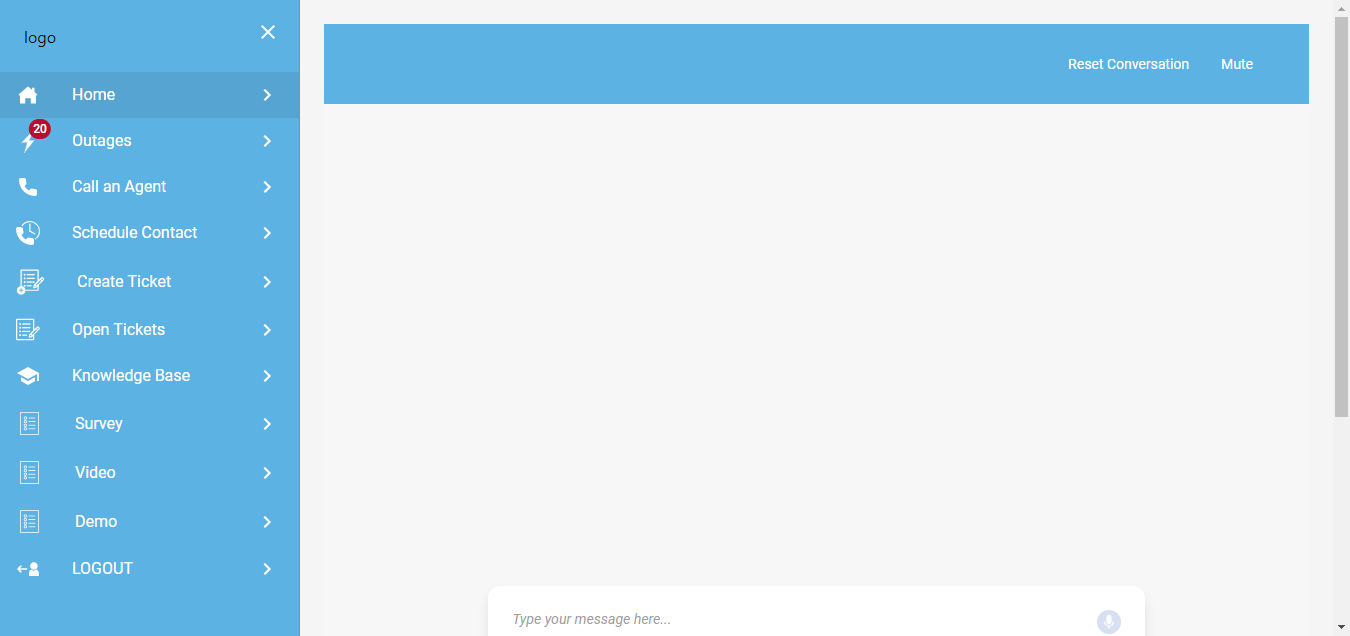 logo
Home
20
Outages
Call an Agent
Schedule Contact
Create Ticket
Open Tickets
Knowledge Base
Survey
Video
Demo
LOGOUT
Reset Conversation Mute
Type your message here...